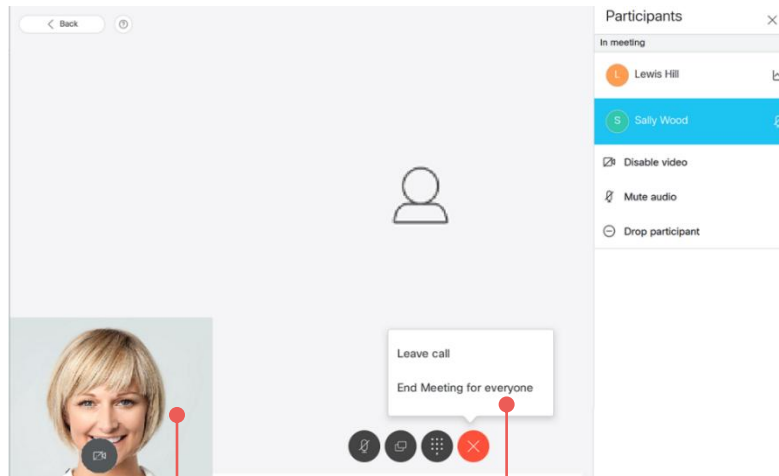 Back
Participants
In meeting
L Lewis Hill
S Sally Wood
Disable video
Mute audio
Drop participant
Leave call
End Meeting for everyone